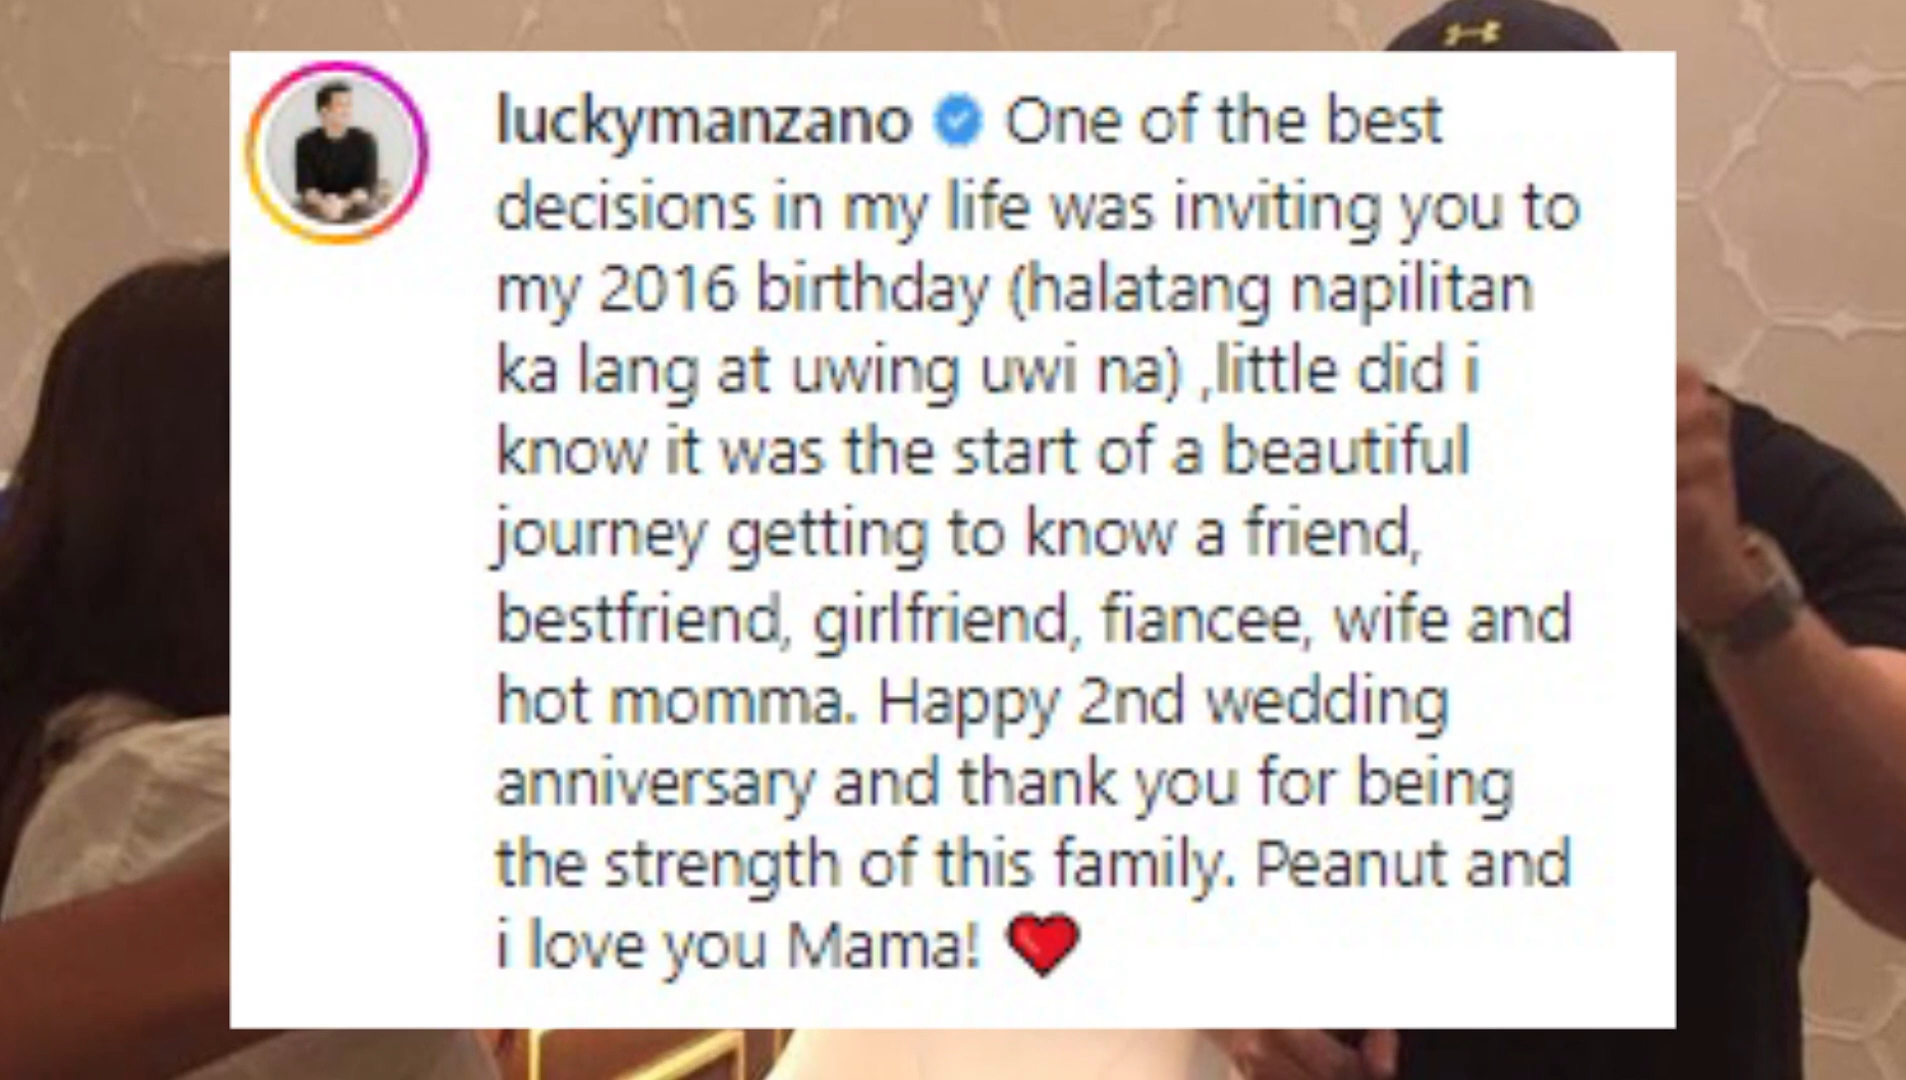 luckymanzano One of the best
decisions in my life was inviting you to
my 2016 birthday (halatang napilitan
ka lang at uwing uwi na) ,little did i
know it was the start of a beautiful
journey getting to know a friend,
bestfriend, girlfriend, fiancee, wife and
hot momma. Happy 2nd wedding
anniversary and thank you for being
the strength of this family. Peanut and
i love you Mama! ❤️